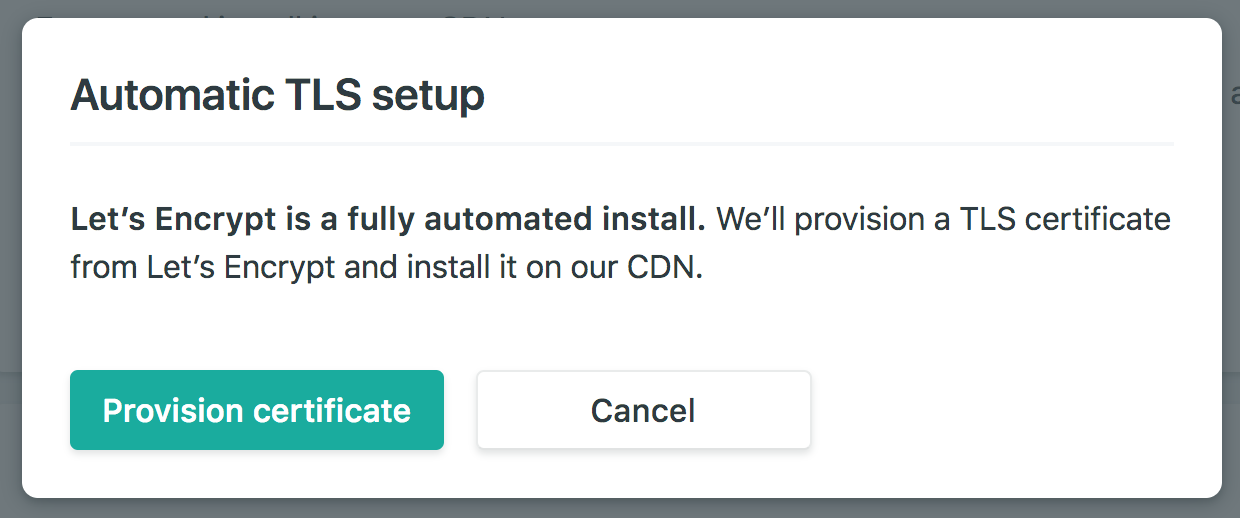 Automatic TLS setup
Let’s Encrypt is a fully automated install. We’ll provision a TLS certificate
from Let’s Encrypt and install it on our CDN.
Provision certificate
Cancel